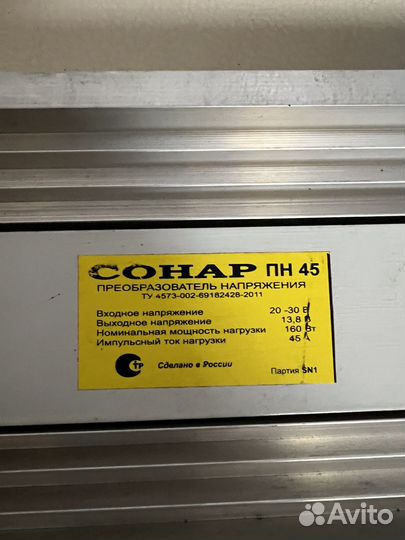 СОНАР ПН 45
ПРЕОБРАЗОВАТЕЛЬ НАПРЯЖЕНИЯ
ТУ 4573-002-69182428-2011
Входное напряжение 20 -30 В
Выходное напряжение 13,8 В
Номинальная мощность нагрузки 160 Вт
Импульсный ток нагрузки 45 А
тр Сделано в России Партия SN1
Avito